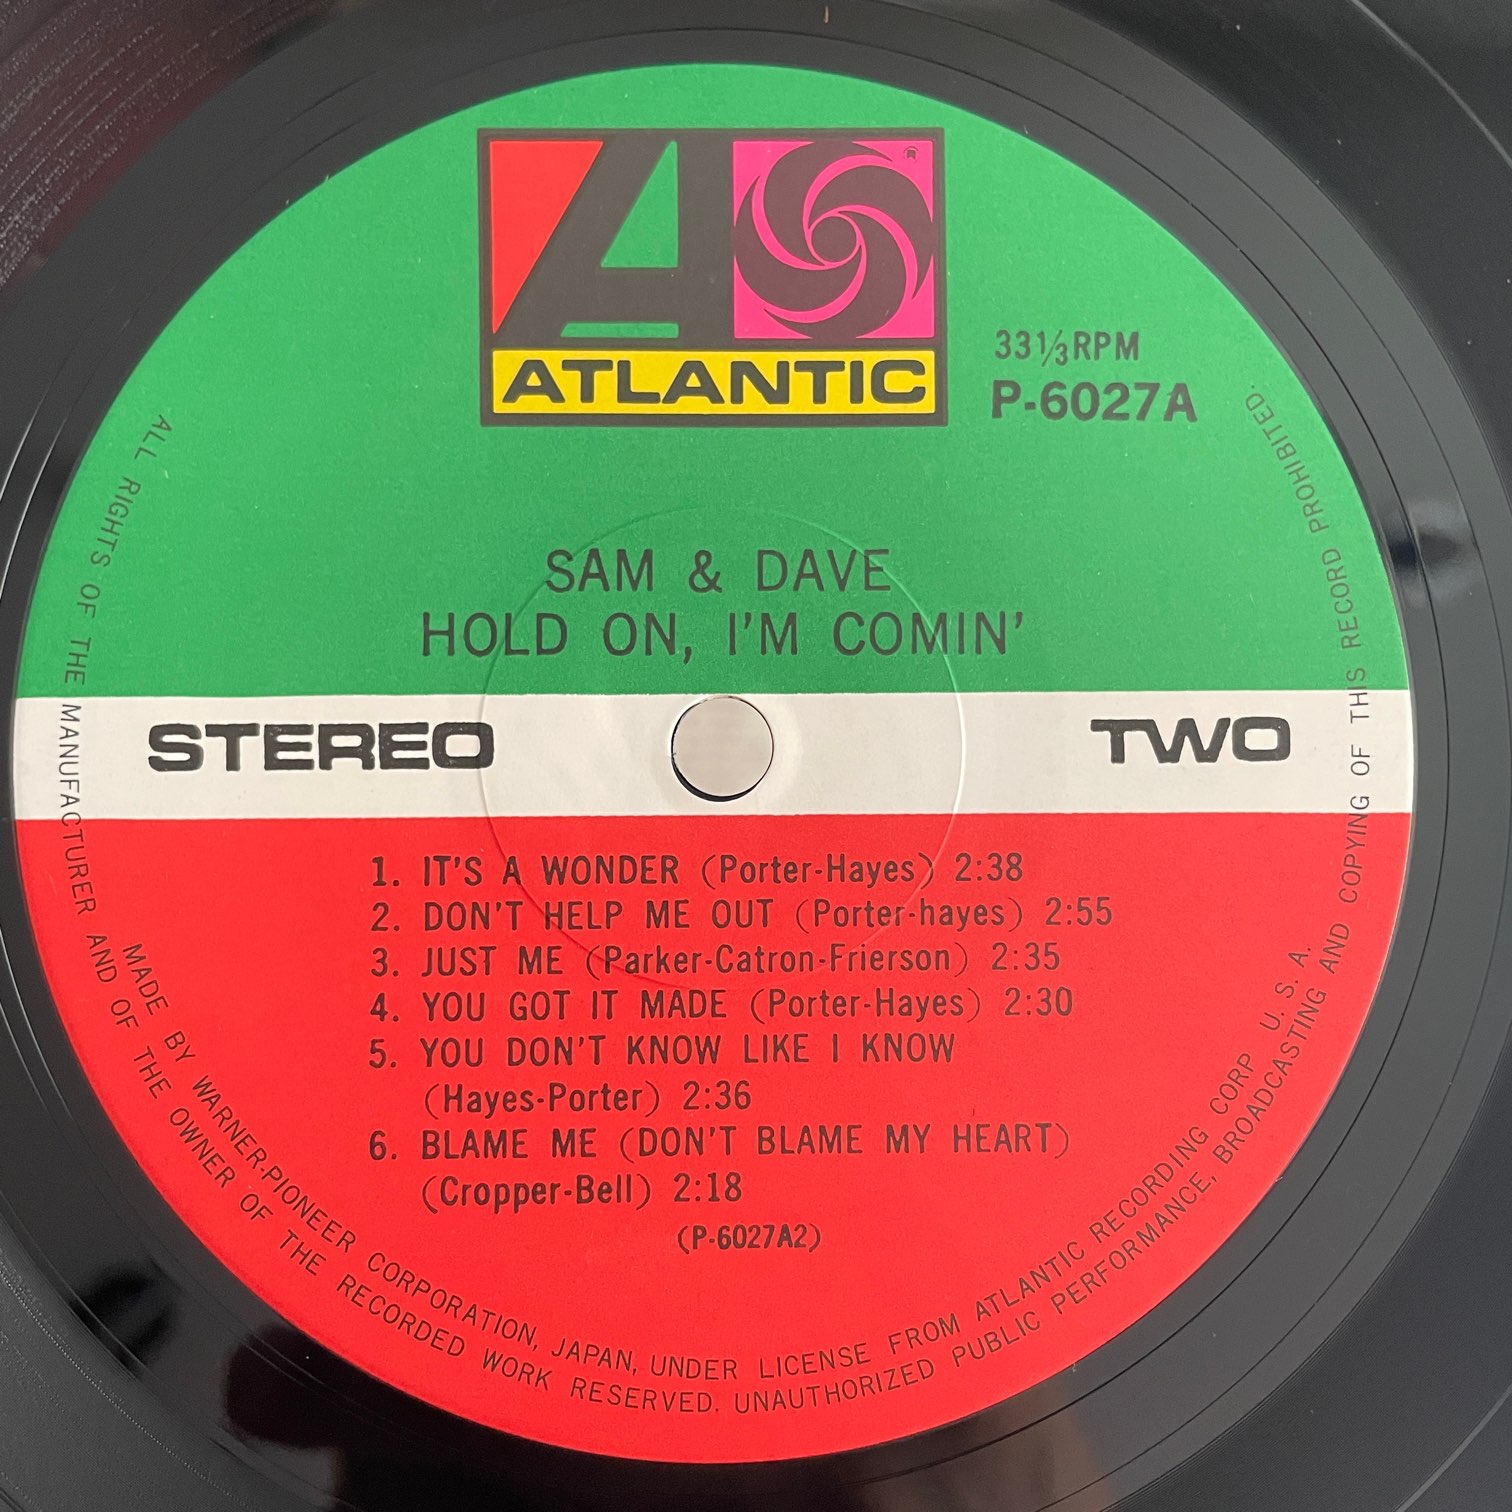 ATLANTIC
33⅓RPM
P-6027A
SAM & DAVE
HOLD ON, I'M COMIN'
STEREO
TWO
1. IT'S A WONDER (Porter-Hayes) 2:38
2. DON'T HELP ME OUT (Porter-hayes) 2:55
3. JUST ME (Parker-Catron-Frierson) 2:35
4. YOU GOT IT MADE (Porter-Hayes) 2:30
5. YOU DON'T KNOW LIKE I KNOW
(Hayes-Porter) 2:36
6. BLAME ME (DON'T BLAME MY HEART)
(Cropper-Bell) 2:18
(P-6027A2)
MADE BY WARNER-PIONEER CORPORATION, JAPAN, UNDER LICENSE FROM ATLANTIC RECORDING CORP U. S. A.
ALL RIGHTS OF THE MANUFACTURER AND OF THE OWNER OF THE RECORDED WORK RESERVED. UNAUTHORIZED PUBLIC PERFORMANCE, BROADCASTING AND COPYING OF THIS RECORD PROHIBITED.